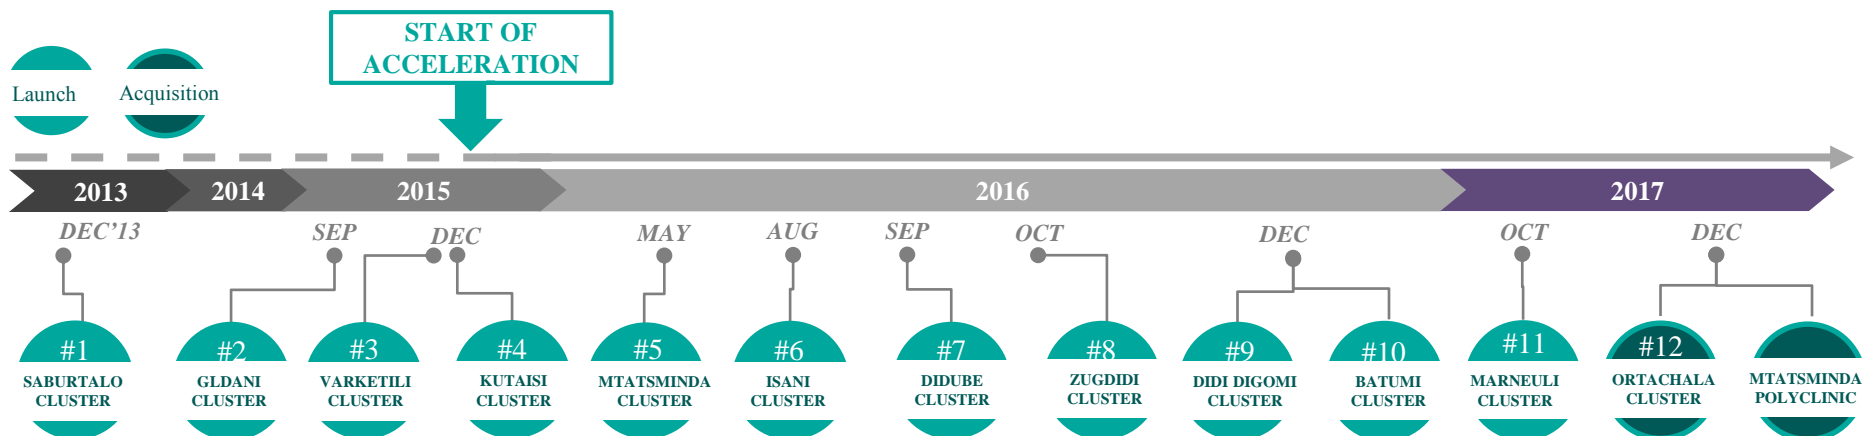 START OF
ACCELERATION
Launch
Acquisition
2013
2014
2015
2016
2017
DEC'13
SEP
DEC
MAY
AUG
SEP
OCT
DEC
OCT
DEC
#1
SABURTALO
CLUSTER
#2
GLDANI
CLUSTER
#3
VARKETILI
CLUSTER
#4
KUTAISI
CLUSTER
#5
MTATSMINDA
CLUSTER
#6
ISANI
CLUSTER
#7
DIDUBE
CLUSTER
#8
ZUGDIDI
CLUSTER
#9
DIDI DIGOMI
CLUSTER
#10
BATUMI
CLUSTER
#11
MARNEULI
CLUSTER
#12
ORTACHALA
CLUSTER
MTATSMINDA
POLYCLINIC